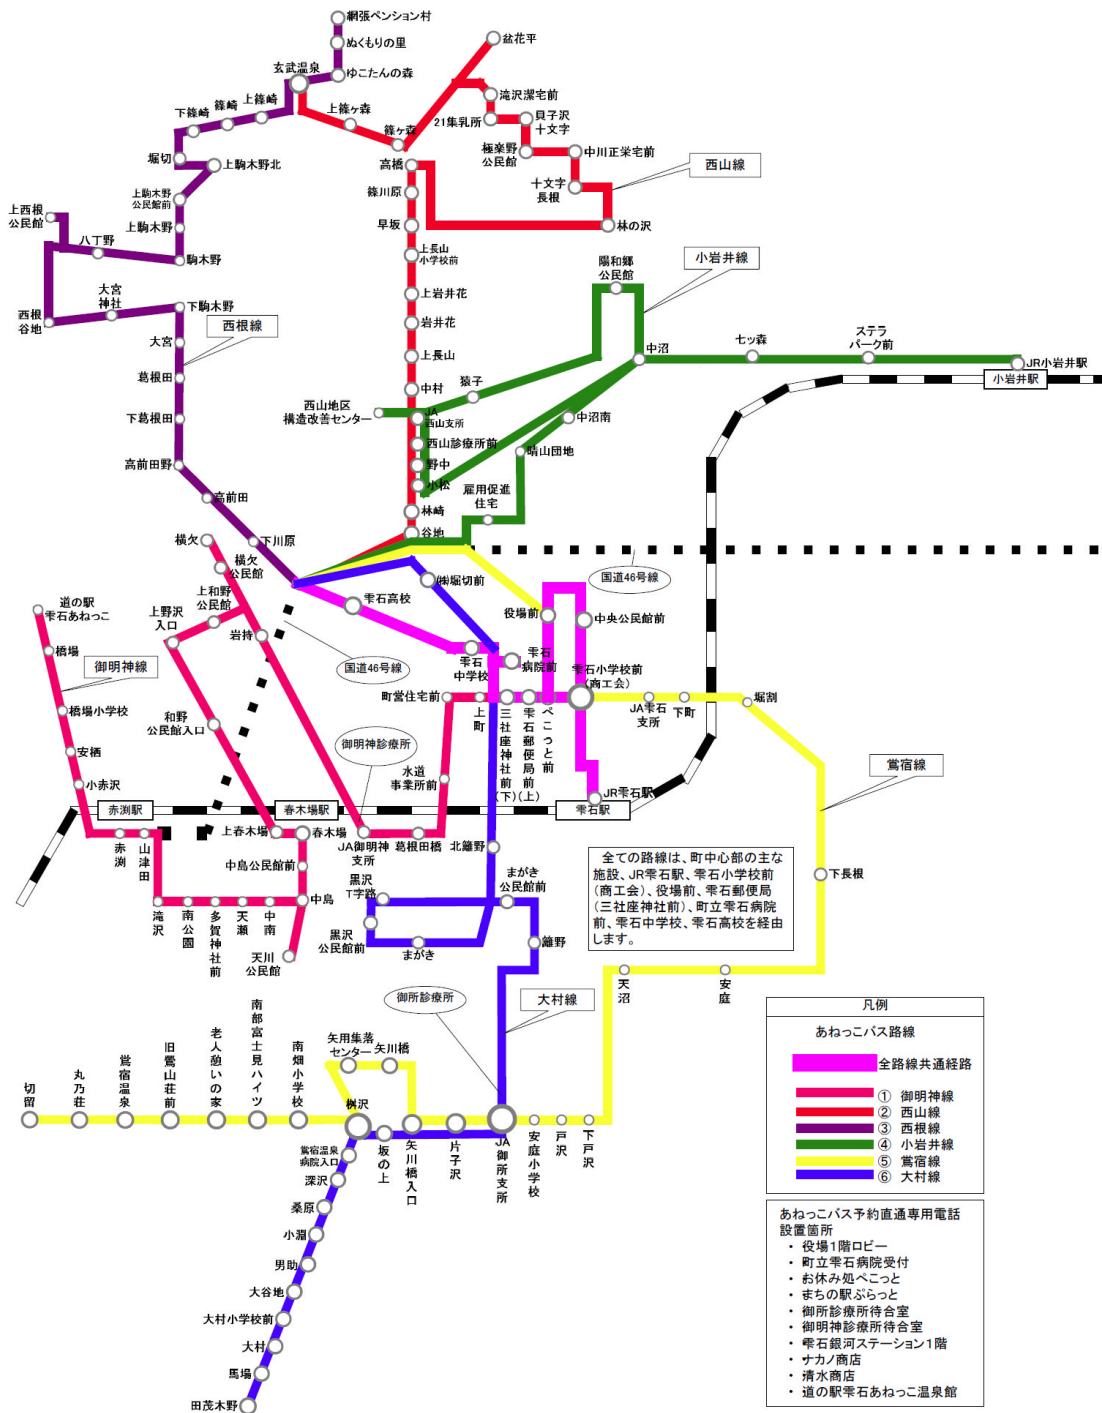 網張ペンション村
ぬくもりの里
ゆこたんの森
玄武温泉
上篠崎
篠崎
下篠崎
堀切
上駒木野北
上駒木野
公民館前
上駒木野
駒木野
八丁野
上西根
公民館
西根
谷地
大宮
神社
下駒木野
大宮
葛根田
下葛根田
高前田野
高前田
下川原
西根線
盆花平
滝沢潔宅前
21集乳所
貝子沢
十文字
極楽野
公民館
中川正栄宅前
十文字
長根
林の沢
西山線
上篠ヶ森
篠ヶ森
高橋
篠川原
早坂
上長山
小学校前
上岩井花
岩井花
上長山
中村
西山地区
構造改善センター
JA
西山支所
西山診療所前
野中
小松
林崎
谷地
猿子
陽和郷
公民館
小岩井線
中沼
七ッ森
ステラ
パーク前
JR小岩井駅
小岩井駅
中沼南
晴山団地
雇用促進
住宅
国道46号線
㈱堀切前
役場前
中央公民館前
雫石高校
雫石
中学校
雫石
病院前
雫石小学校前
(商工会)
国道46号線
横欠
横欠
公民館
上和野
公民館
上野沢
入口
岩持
道の駅
雫石あねっこ
橋場
御明神線
橋場小学校
安栖
小赤沢
和野
公民館入口
御明神診療所
町営住宅前
上町
三社座神社前(下)
雫石郵便局前(上)
ぺこっと前
JA雫石
支所
下町
堀割
鴬宿線
水道
事業所前
JR雫石駅
雫石駅
赤渕駅
春木場駅
赤渕
山津田
上春木場
春木場
JA御明神
支所
葛根田橋
北籬野
中島公民館前
中島
滝沢
南公園
多賀神社前
天瀬
中南
天川
公民館
黒沢
T字路
黒沢
公民館前
まがき
まがき
公民館前
籬野
全ての路線は、町中心部の主な
施設、JR雫石駅、雫石小学校前
(商工会)、役場前、雫石郵便局
(三社座神社前)、町立雫石病院
前、雫石中学校、雫石高校を経由
します。
下長根
天沼
安庭
御所診療所
大村線
切留
丸乃荘
鴬宿温泉
旧鴬山荘前
老人憩いの家
南部富士見ハイツ
南畑小学校
矢用集落
センター
矢川橋
桝沢
坂の上
矢川橋入口
片子沢
JA御所支所
安庭小学校
戸沢
下戸沢
鴬宿温泉
病院入口
深沢
桑原
小淵
男助
大谷地
大村小学校前
大村
馬場
田茂木野
凡例
あねっこバス路線
全路線共通経路
① 御明神線
② 西山線
③ 西根線
④ 小岩井線
⑤ 鴬宿線
⑥ 大村線
あねっこバス予約直通専用電話
設置箇所
・ 役場1階ロビー
・ 町立雫石病院受付
・ お休み処ぺこっと
・ まちの駅ぷらっと
・ 御所診療所待合室
・ 御明神診療所待合室
・ 雫石銀河ステーション1階
・ ナカノ商店
・ 清水商店
・ 道の駅雫石あねっこ温泉館